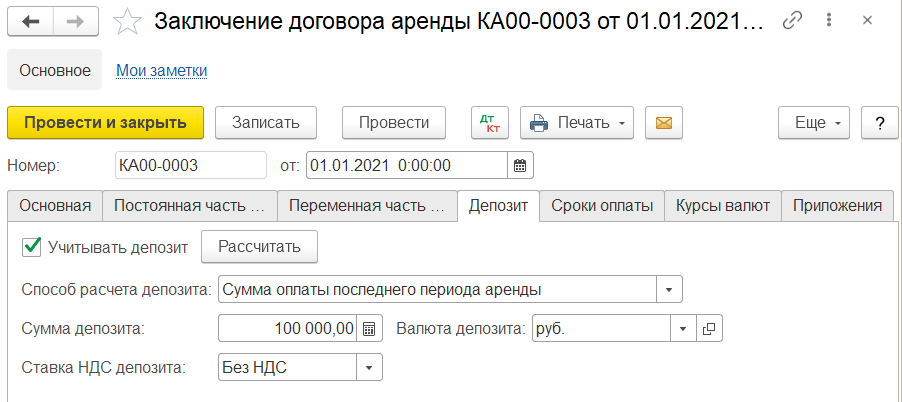 Заключение договора аренды КА00-0003 от 01.01.2021...
Основное Мои заметки
Провести и закрыть Записать Провести Дт Кт Печать Еще ?
Номер: КА00-0003 от: 01.01.2021 0:00:00
Основная Постоянная часть ... Переменная часть ... Депозит Сроки оплаты Курсы валют Приложения
Учитывать депозит Рассчитать
Способ расчета депозита: Сумма оплаты последнего периода аренды
Сумма депозита: 100 000,00 Валюта депозита: руб.
Ставка НДС депозита: Без НДС